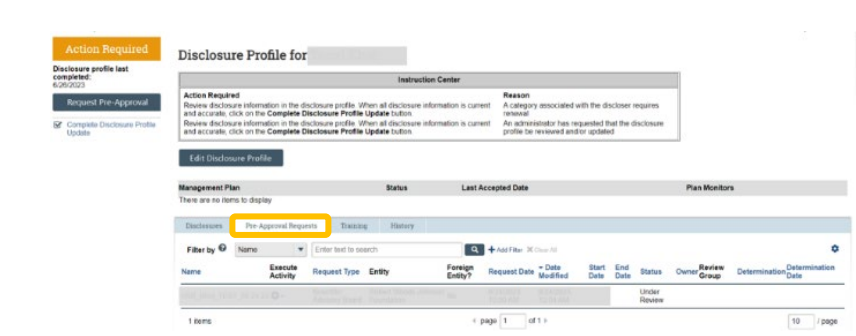 Action Required
Disclosure Profile for
Disclosure profile last
completed:
6/26/2023
Request Pre-Approval
Complete Disclosure Profile
Update
Instruction Center
Action Required
Reason
Review disclosure information in the disclosure profile. When all disclosure information is current
and accurate, click on the Complete Disclosure Profile Update button.
A category associated with the discloser requires
renewal
Review disclosure information in the disclosure profile. When all disclosure information is current
and accurate, click on the Complete Disclosure Profile Update button.
An administrator has requested that the disclosure
profile be reviewed and/or updated
Edit Disclosure Profile
Management Plan Status Last Accepted Date Plan Monitors
There are no items to display
Disclosures Pre-Approval Requests Training History
Filter by Name Enter text to search Add Filter Clear All
Name Execute Activity Request Type Entity Foreign Entity? Request Date Date Modified Start Date End Date Status Owner Review Group Determination Determination Date
Under
Review
1 items page 1 of 1 10 / page